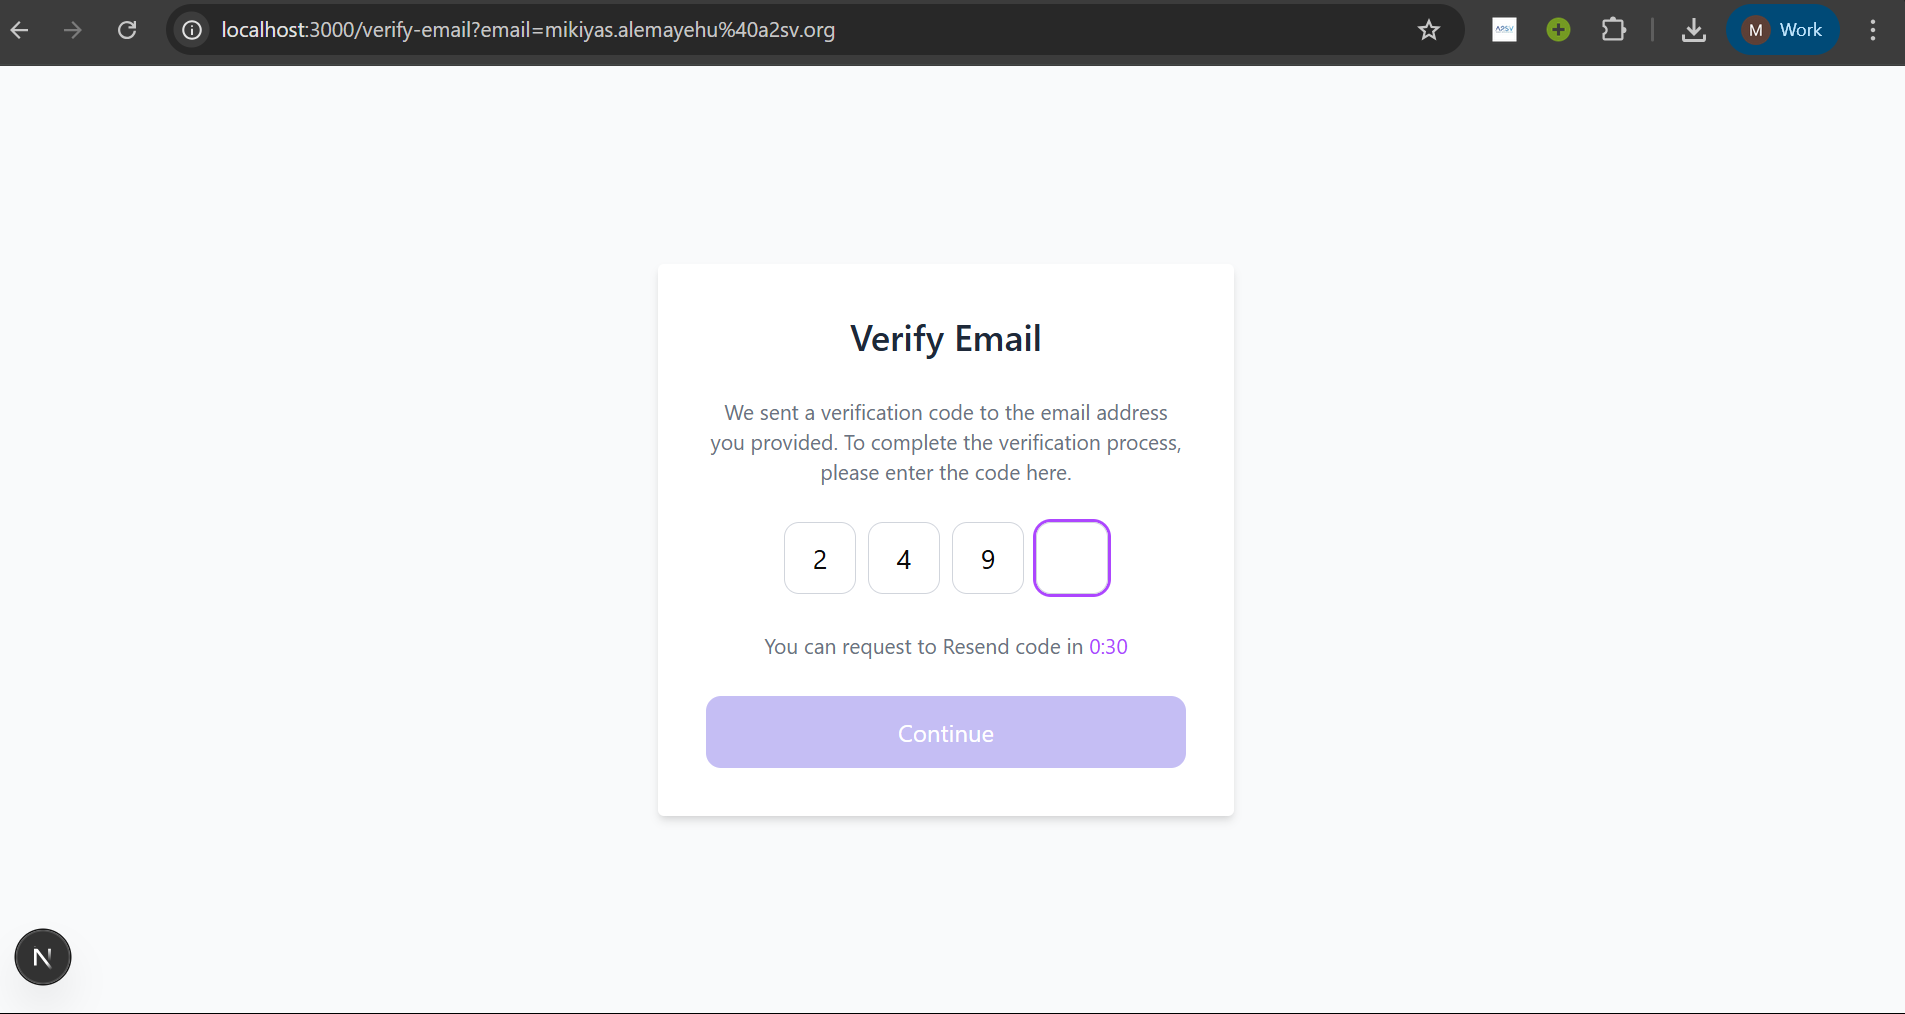 localhost:3000/verify-email?email=mikiyas.alemayehu%40a2sv.org
A2SV
M Work
Verify Email
We sent a verification code to the email address
you provided. To complete the verification process,
please enter the code here.
2 4 9
You can request to Resend code in 0:30
Continue
N